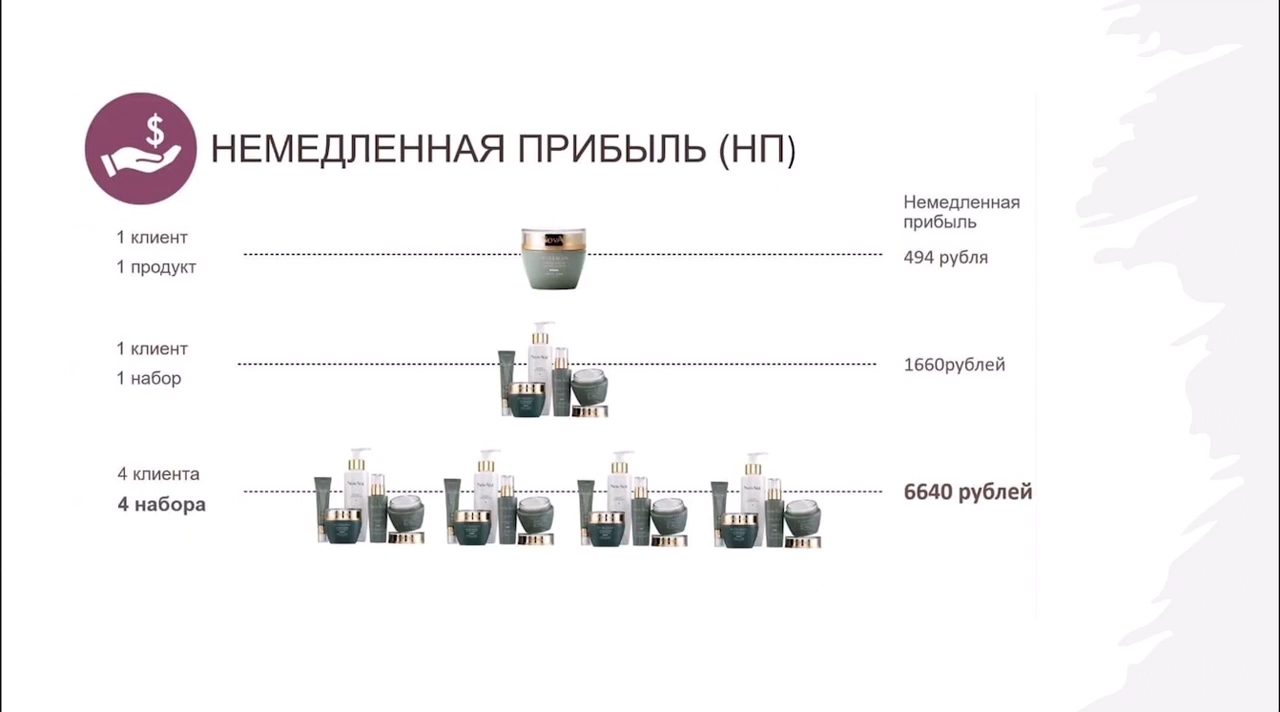 $
НЕМЕДЛЕННАЯ ПРИБЫЛЬ (НП)
Немедленная
прибыль
1 клиент
1 продукт
494 рубля
1 клиент
1 набор
1660рублей
4 клиента
4 набора
6640 рублей